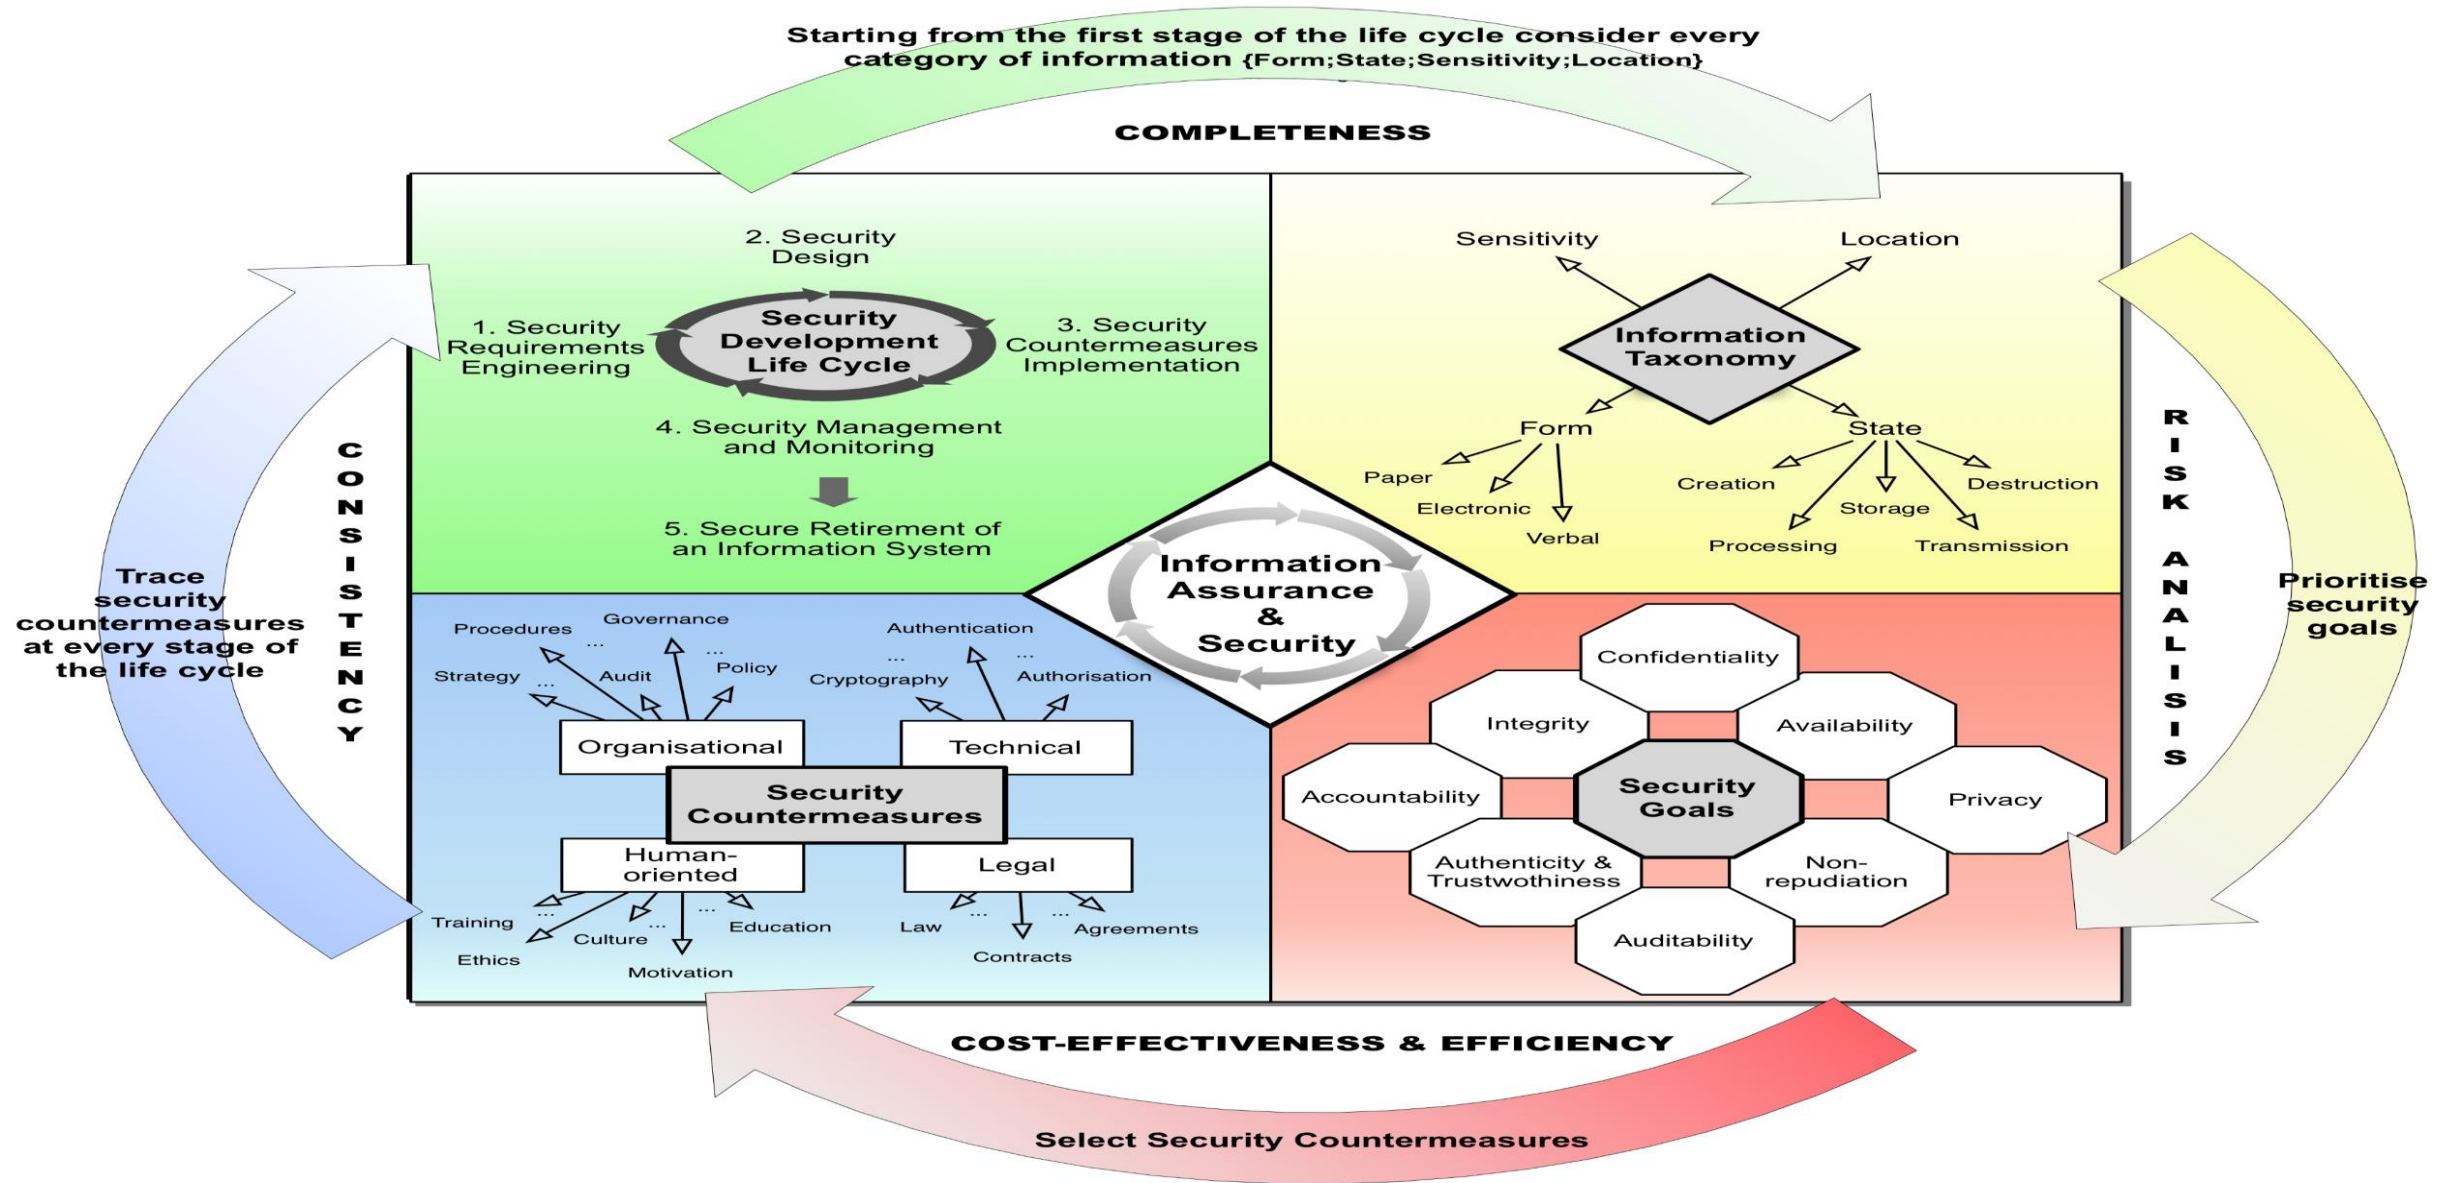 Starting from the first stage of the life cycle consider every
category of information {Form;State;Sensitivity;Location}
COMPLETENESS
2. Security
Design
1. Security
Requirements
Engineering
Security
Development
Life Cycle
3. Security
Countermeasures
Implementation
4. Security Management
and Monitoring
5. Secure Retirement of
an Information System
Sensitivity
Location
Information
Taxonomy
Form
State
Paper
Electronic
Verbal
Creation
Processing
Storage
Transmission
Destruction
CONSISTENCY
Trace
security
countermeasures
at every stage of
the life cycle
RISK ANALISIS
Prioritise
security
goals
Information
Assurance
&
Security
Procedures
...
Governance
...
Strategy
...
Audit
Policy
Authentication
...
...
Cryptography
Authorisation
Organisational
Technical
Security
Countermeasures
Human-
oriented
Legal
Training
...
Ethics
Culture
...
...
Motivation
Education
Law
...
...
Contracts
Agreements
Confidentiality
Integrity
Availability
Accountability
Security
Goals
Privacy
Authenticity &
Trustwothiness
Non-
repudiation
Auditability
COST-EFFECTIVENESS & EFFICIENCY
Select Security Countermeasures